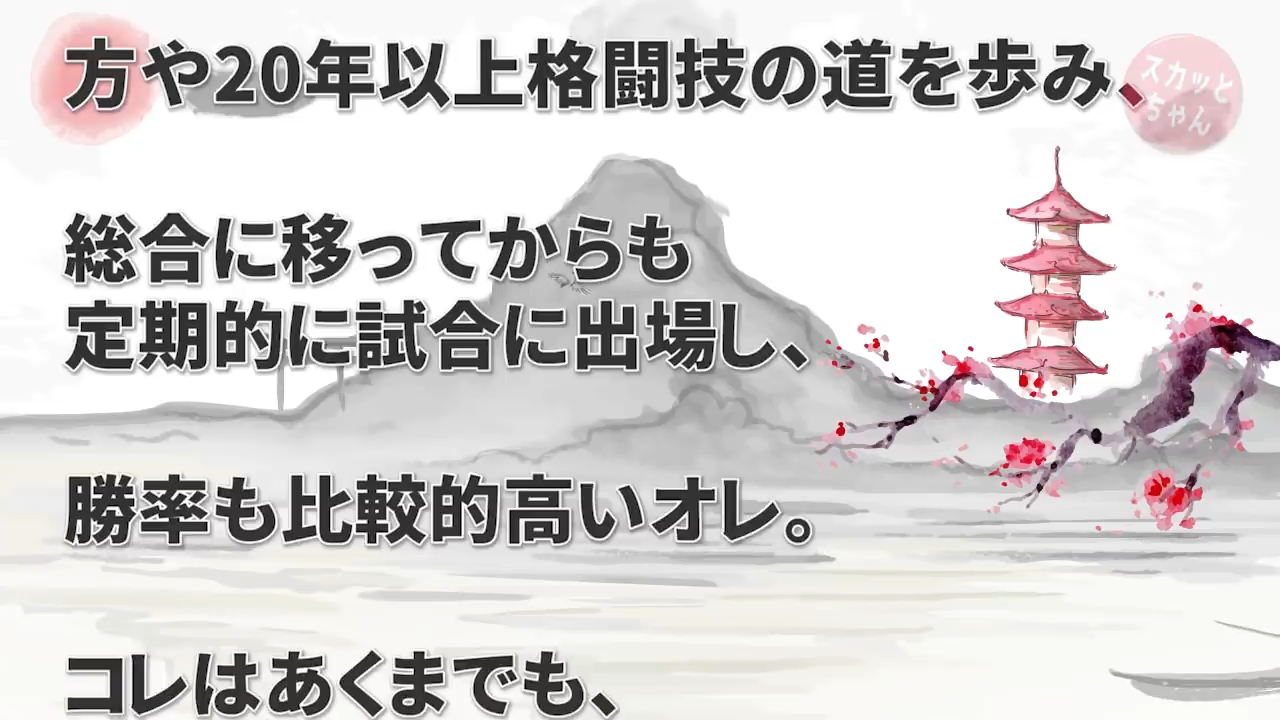 方や20年以上格闘技の道を歩み、
スカッと
ちゃん
総合に移ってからも
定期的に試合に出場し、
勝率も比較的高いオレ。
コレはあくまでも、